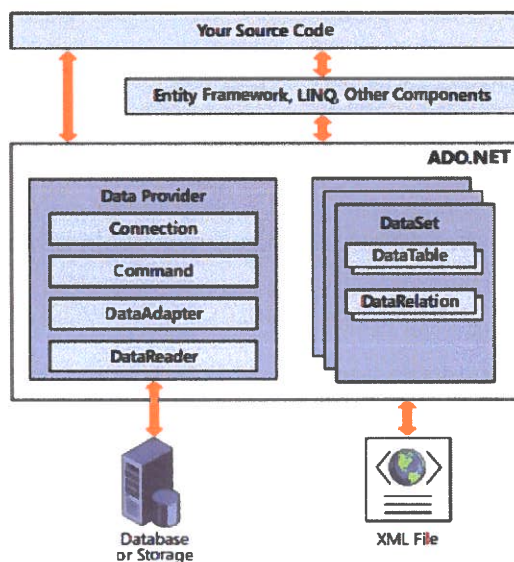 Your Source Code
Entity Framework, LINQ, Other Components
ADO.NET
Data Provider
Connection
Command
DataAdapter
DataReader
DataSet
DataTable
DataRelation
Database
or Storage
XML File